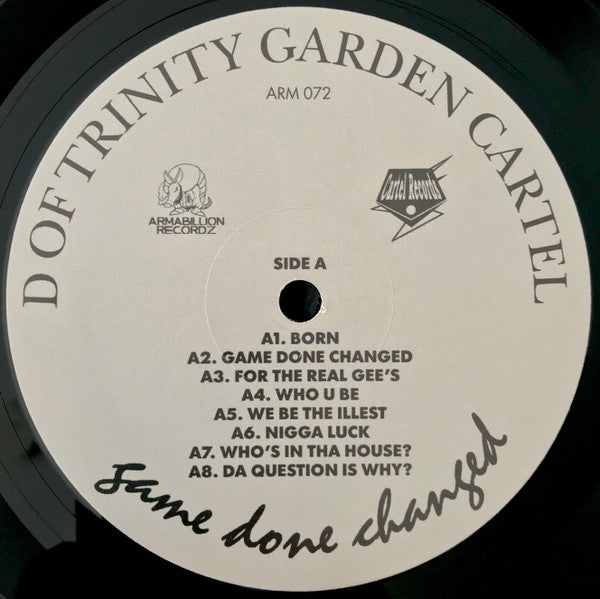 D OF TRINITY GARDEN CARTEL
ARM 072
ARMABILLION
RECORDZ
Cartel Records
SIDE A
A1. BORN
A2. GAME DONE CHANGED
A3. FOR THE REAL GEE'S
A4. WHO U BE
A5. WE BE THE ILLEST
A6. NIGGA LUCK
A7. WHO'S IN THA HOUSE?
A8. DA QUESTION IS WHY?
game done changed